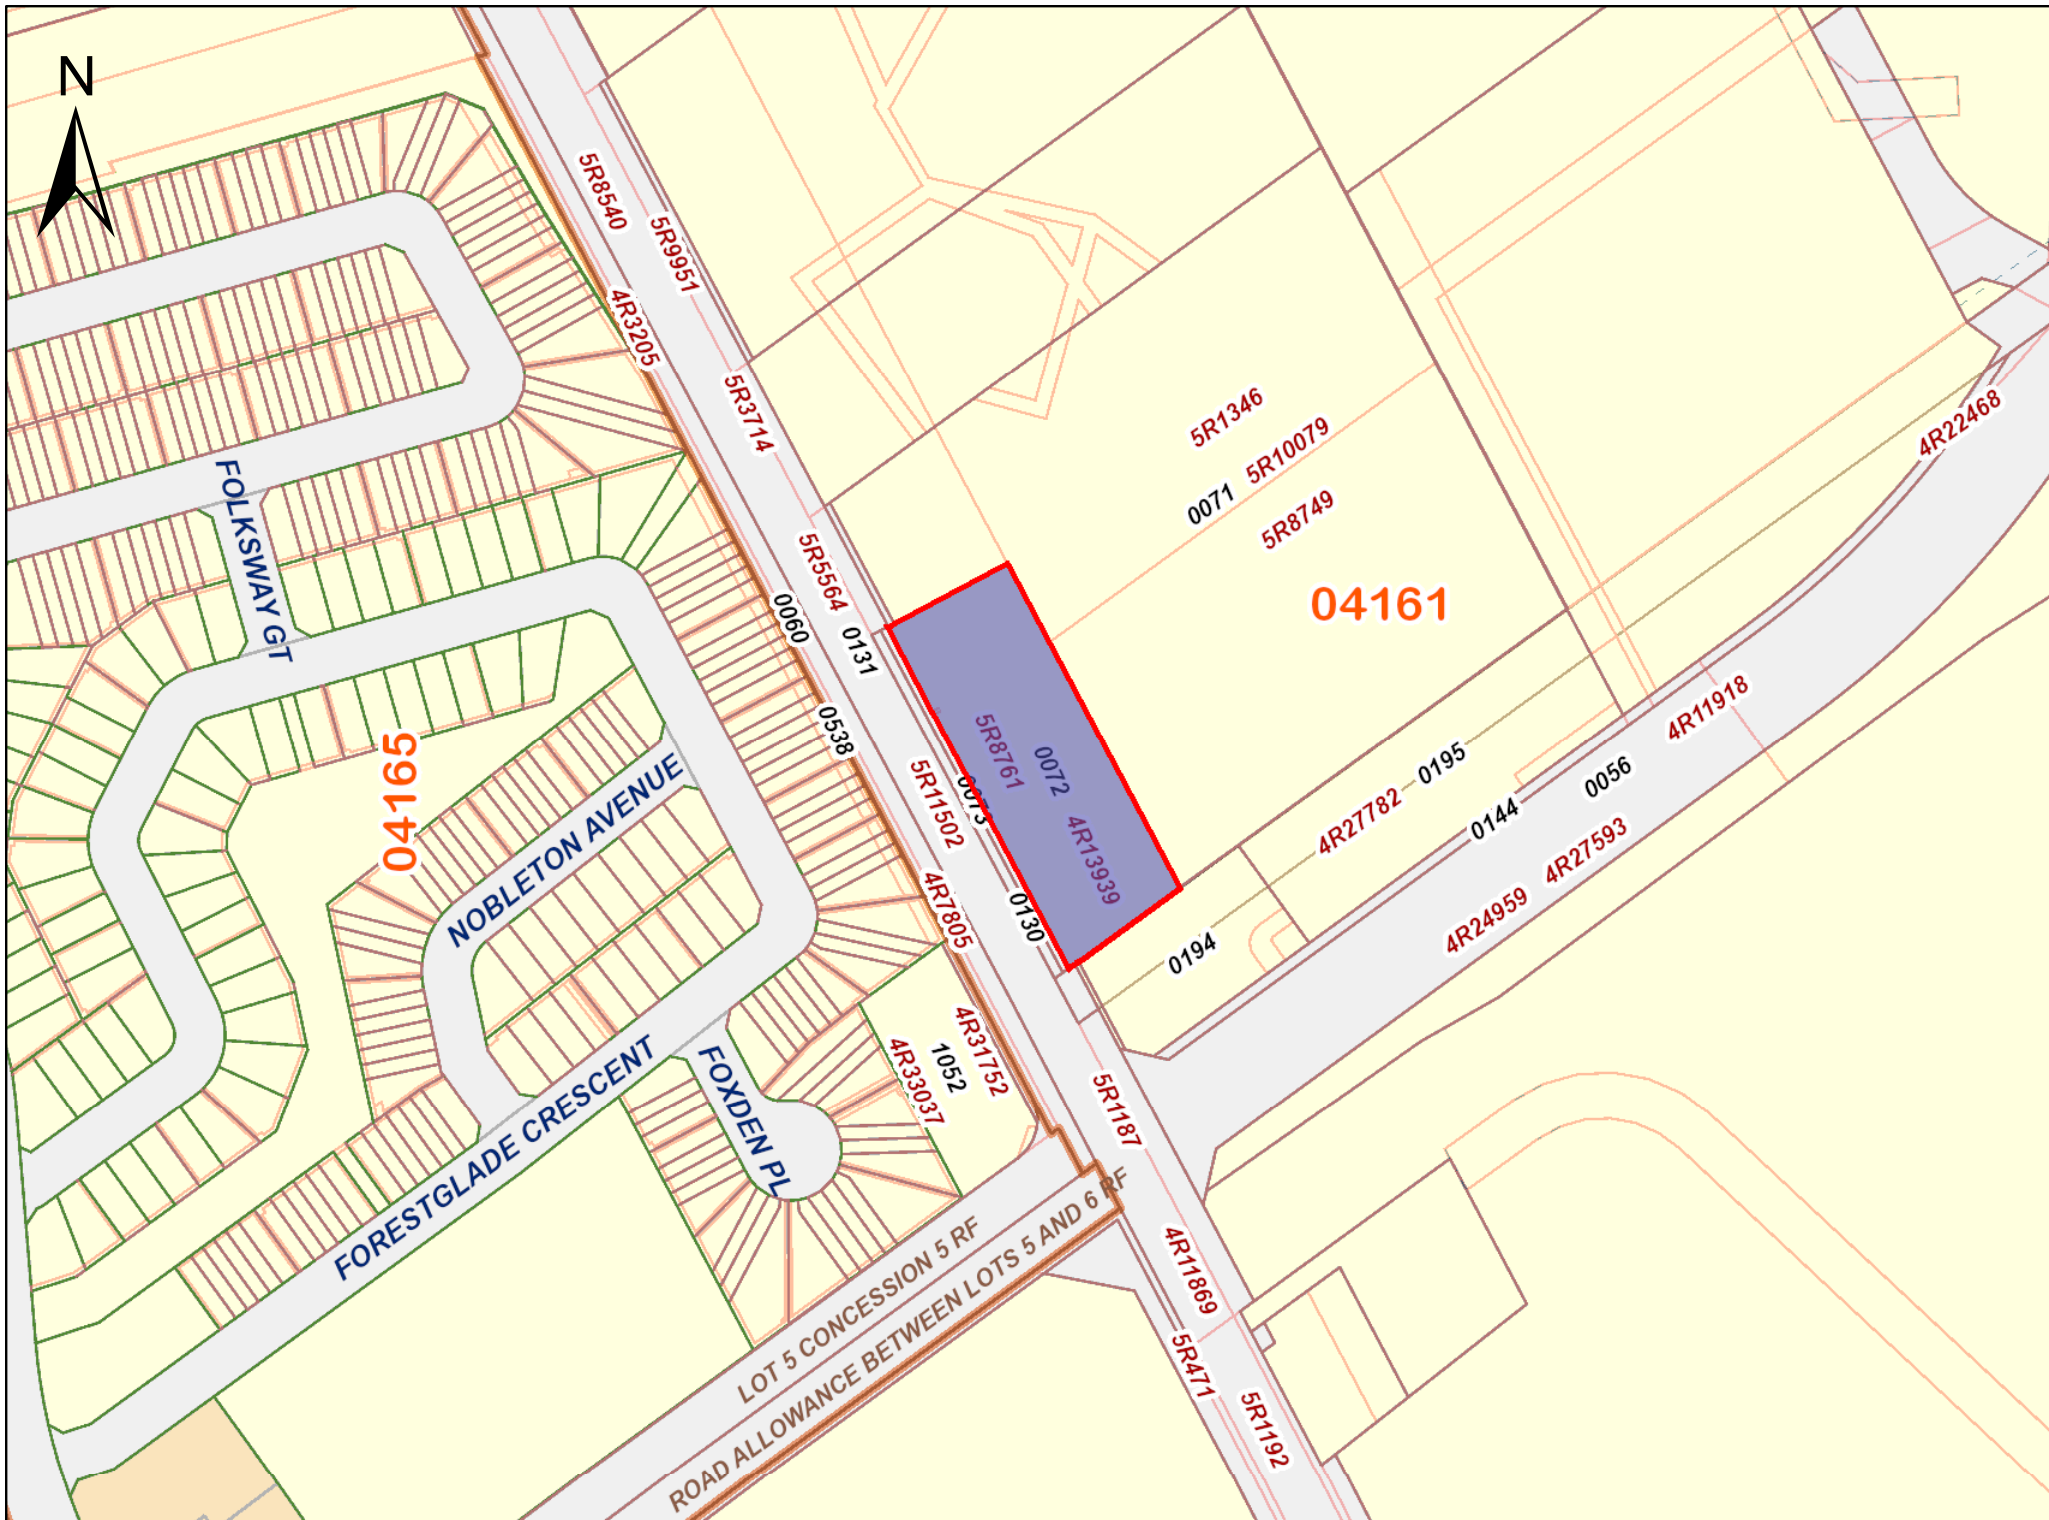 N
5R8540
5R9951
4R3205
5R3714
5R1346
5R10079
0071
5R8749
4R22468
FOLKSWAY GT
5R5564
0060
0131
04161
0538
04165
5R8761
0072
4R13939
5R11502
0073
4R11918
0195
0056
4R27782
0144
4R27593
NOBLETON AVENUE
4R7805
0130
0194
4R24959
4R31752
1052
4R33037
FOXDEN PL
FORESTGLADE CRESCENT
5R1187
LOT 5 CONCESSION 5 RF
ROAD ALLOWANCE BETWEEN LOTS 5 AND 6 RF
4R11869
5R471
5R1192